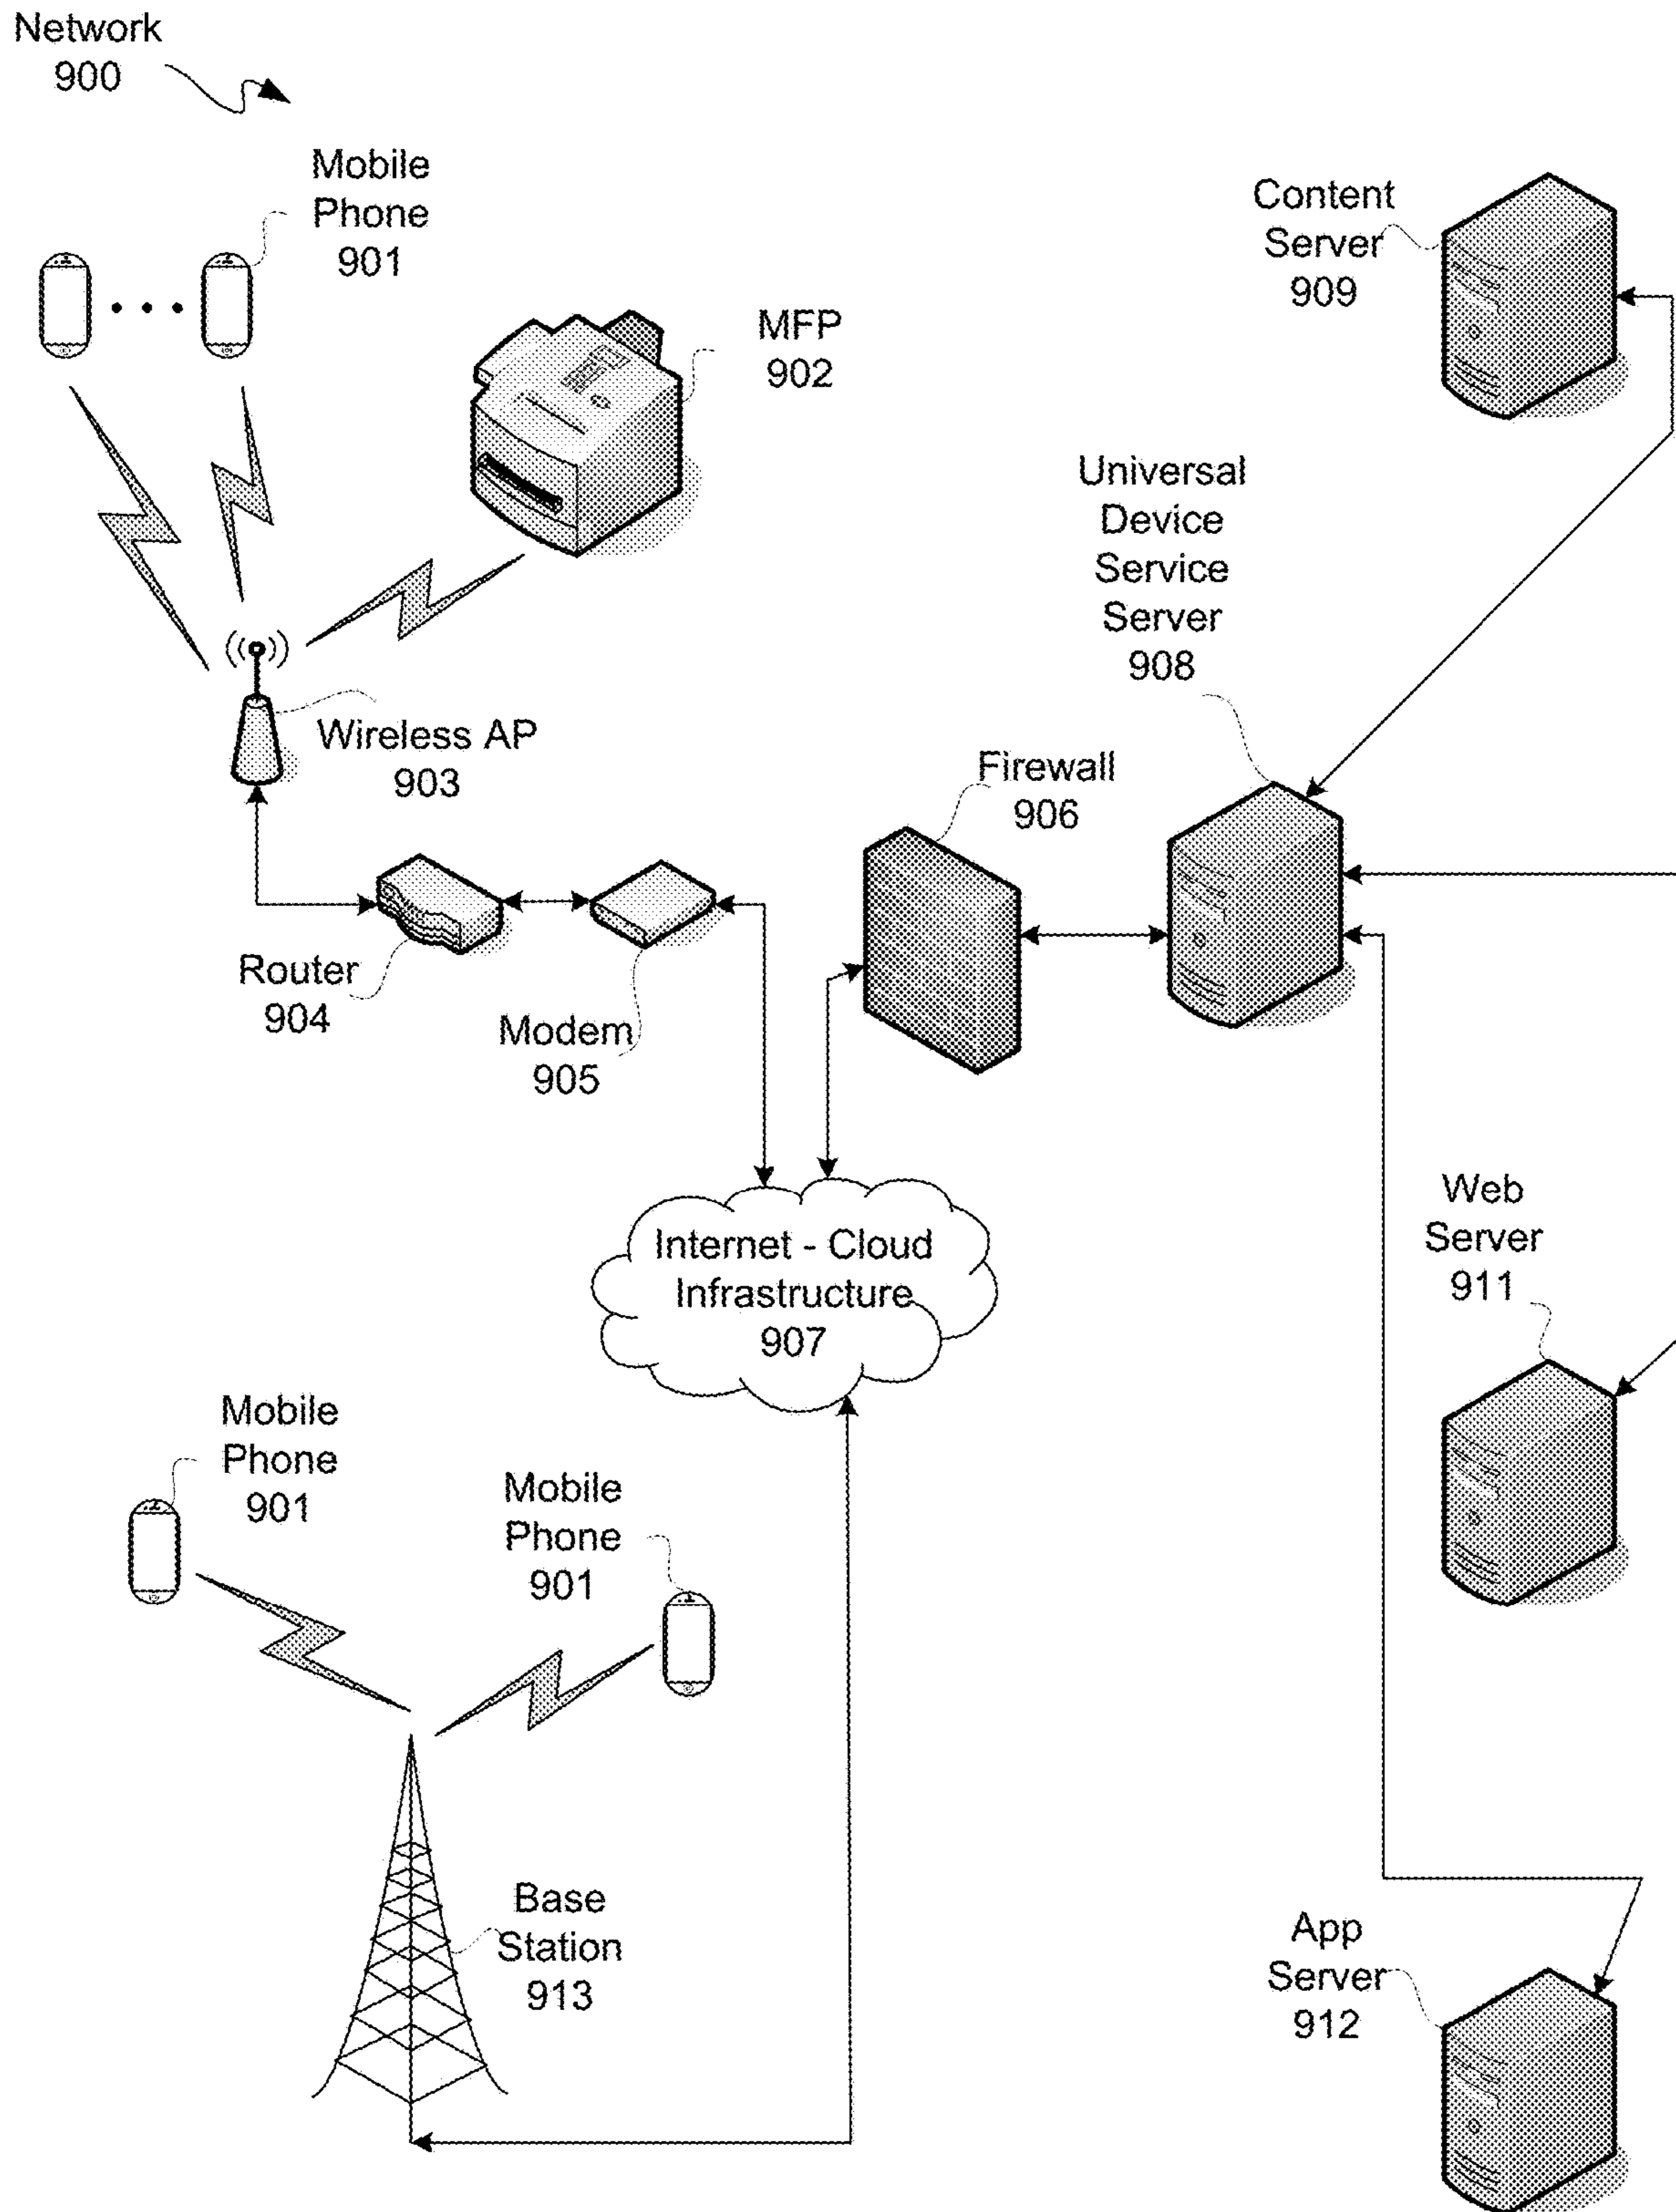 Network
900
Mobile
Phone
901
MFP
902
Content
Server
909
Universal
Device
Service
Server
908
Wireless AP
903
Firewall
906
Router
904
Modem
905
Internet - Cloud
Infrastructure
907
Web
Server
911
Mobile
Phone
901
Mobile
Phone
901
Base
Station
913
App
Server
912